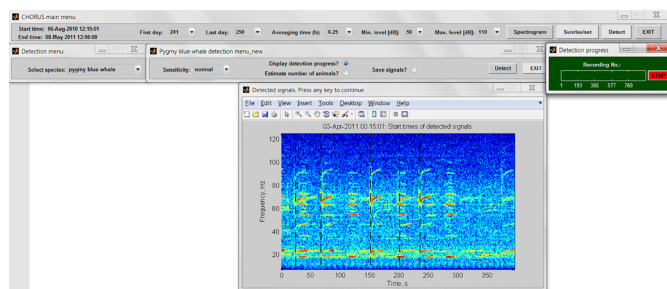 CHORUS main menu
Start time: 06-Aug-2010 12:15:01
End time: 08-May-2011 12:00:00
First day: 241
Last day: 250
Averaging time (h): 0.25
Min. level [dB]: 50
Max. level [dB]: 110
Spectrogram
Sunrise/set
Detect
EXIT
Detection menu
Select species: pygmy blue whale
Pygmy blue whale detection menu_new
Sensitivity: normal
Display detection progress?
Estimate number of animals?
Save signals?
Detect
EXIT
Detection progress
Recording No.:
STOP
1 193 385 577 769
Detected signals. Press any key to continue
File Edit View Insert Tools Desktop Window Help
03-Apr-2011 00:15:01: Start times of detected signals
120
100
80
60
40
20
Frequency, Hz
0 50 100 150 200 250 300 350
Time, s